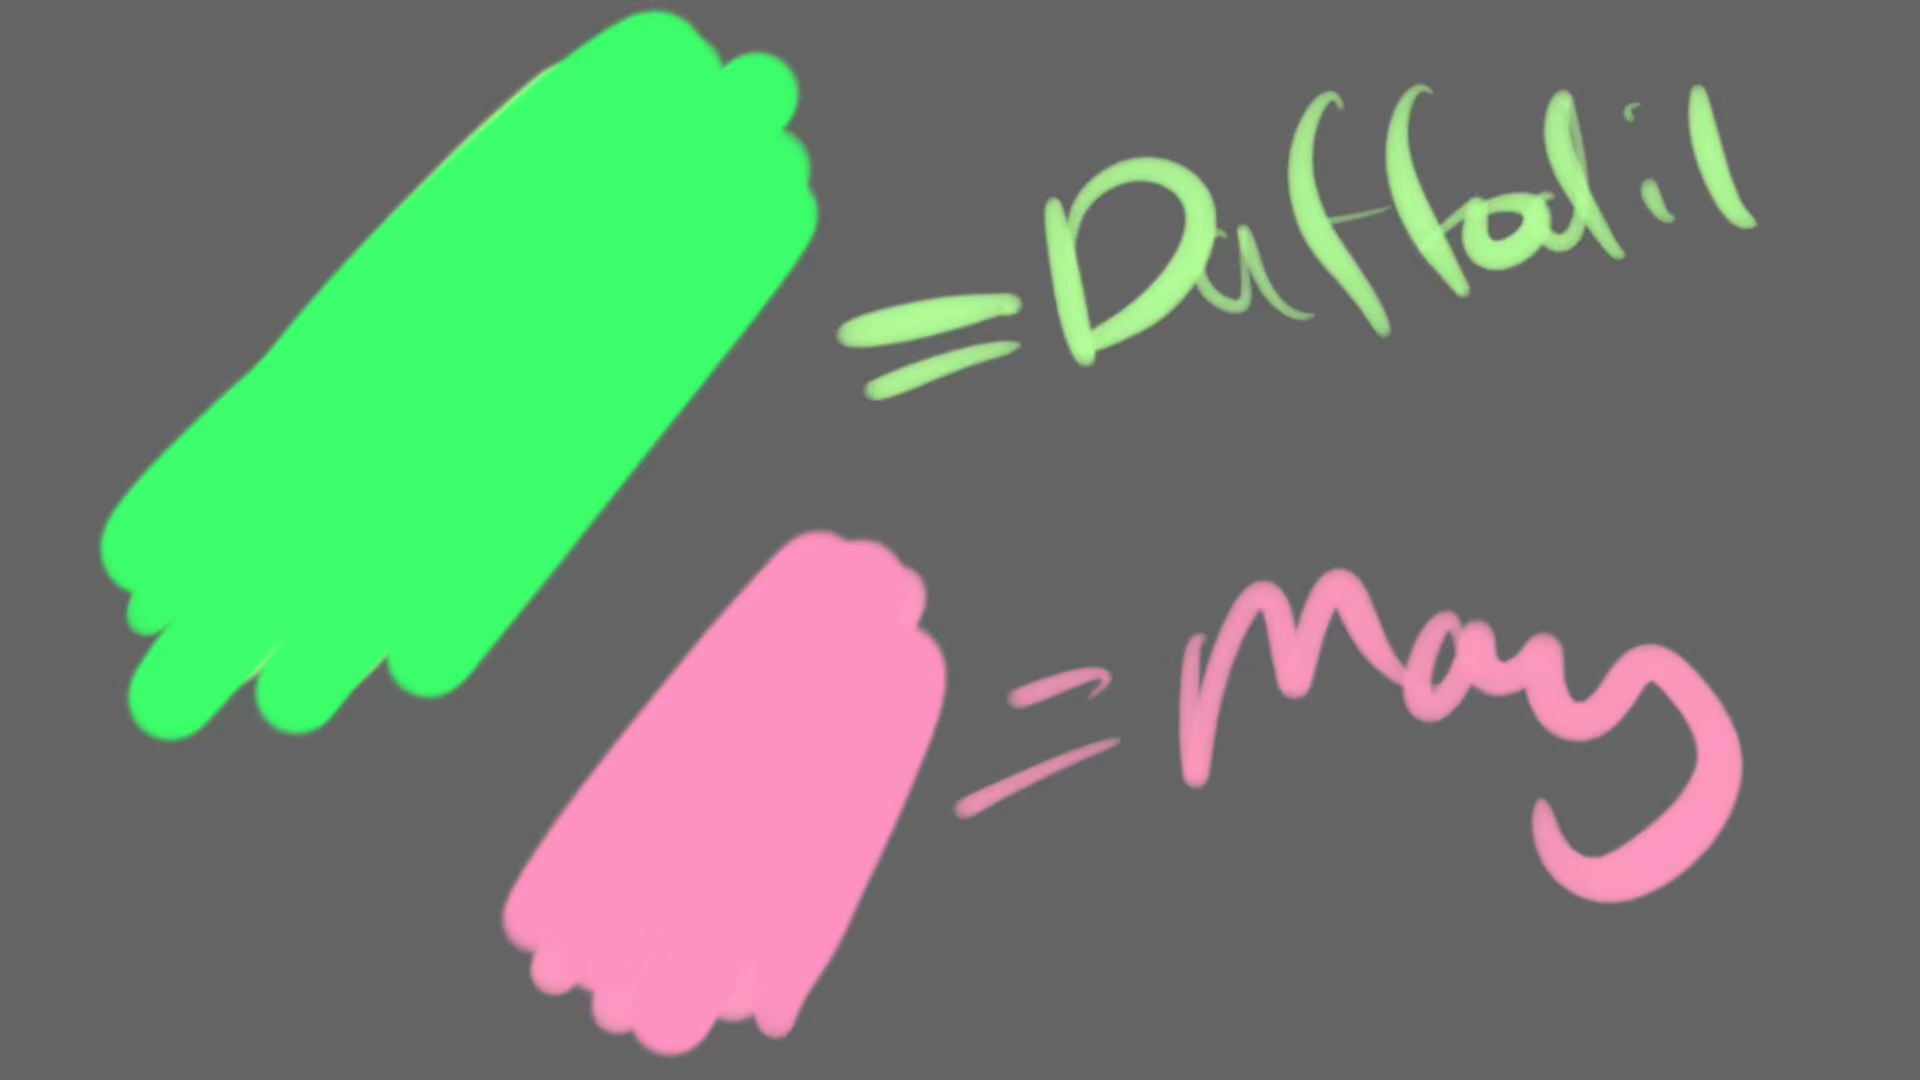 = Daffodil
= May